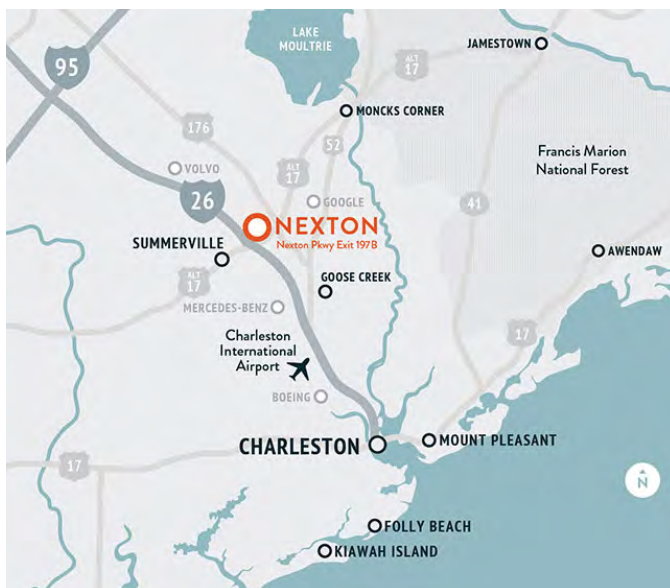 LAKE
MOULTRIE
JAMESTOWN
95
ALT
17
MONCKS CORNER
176
52
Francis Marion
National Forest
VOLVO
ALT
17
26
GOOGLE
41
NEXTON
Nexton Pkwy Exit 197B
SUMMERVILLE
AWENDAW
ALT
17
GOOSE CREEK
MERCEDES-BENZ
17
Charleston
International
Airport
BOEING
CHARLESTON
MOUNT PLEASANT
17
N
FOLLY BEACH
KIAWAH ISLAND